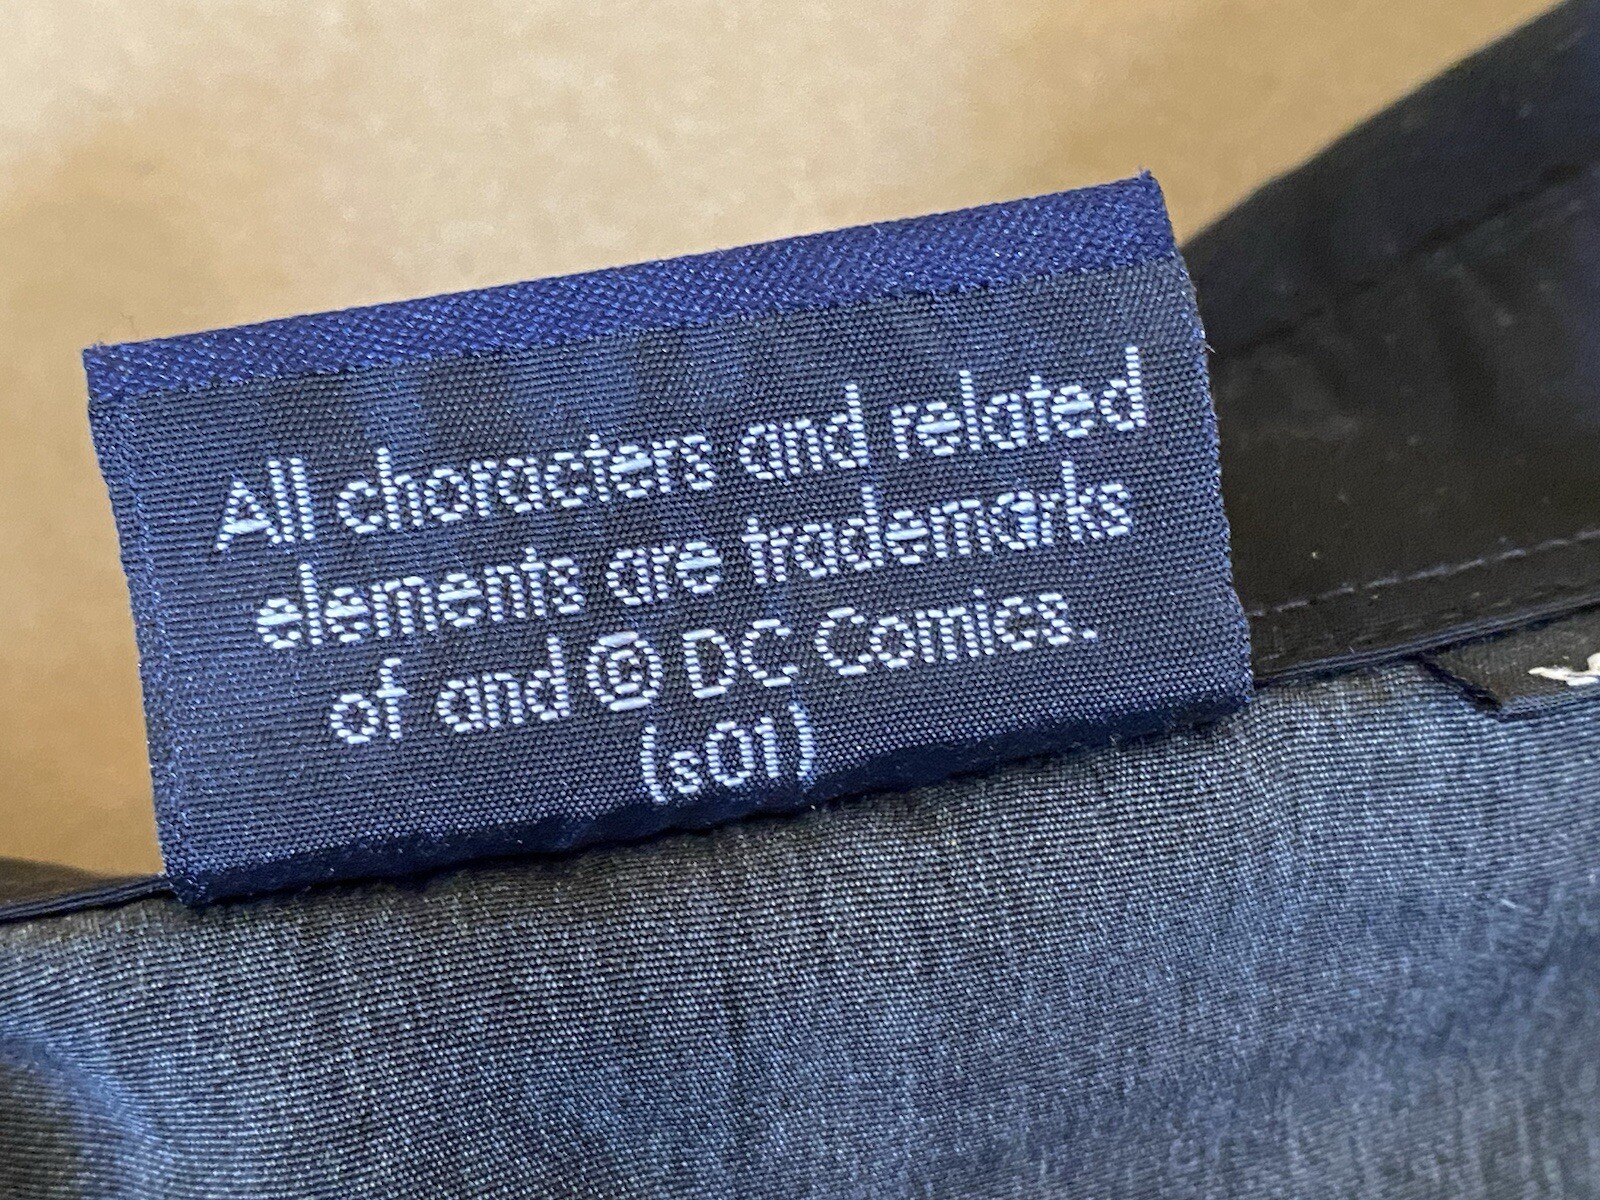 All characters and related
elements are trademarks
of and © DC Comics.
(s01)